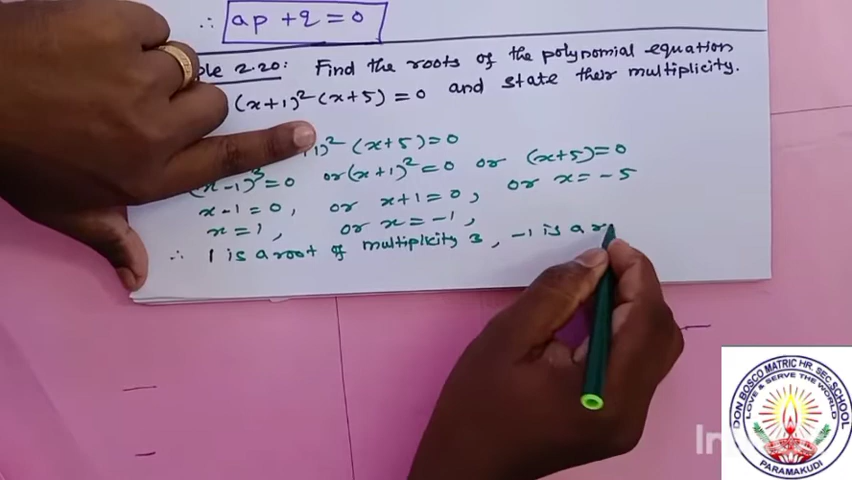 ∴ ap + q = 0
ple 2.20: Find the roots of the polynomial equation
(x+1)² (x+5) = 0 and state their multiplicity.
1)² (x+5) = 0
(x-1)³ = 0 or (x+1)² = 0 or (x+5) = 0
x-1 = 0, or x+1 = 0, or x = -5
x = 1, or x = -1,
∴ 1 is a root of multiplicity 3, -1 is a r
DON BOSCO MATRIC HR. SEC. SCHOOL
LOVE & SERVE THE WORLD
PARAMAKUDI